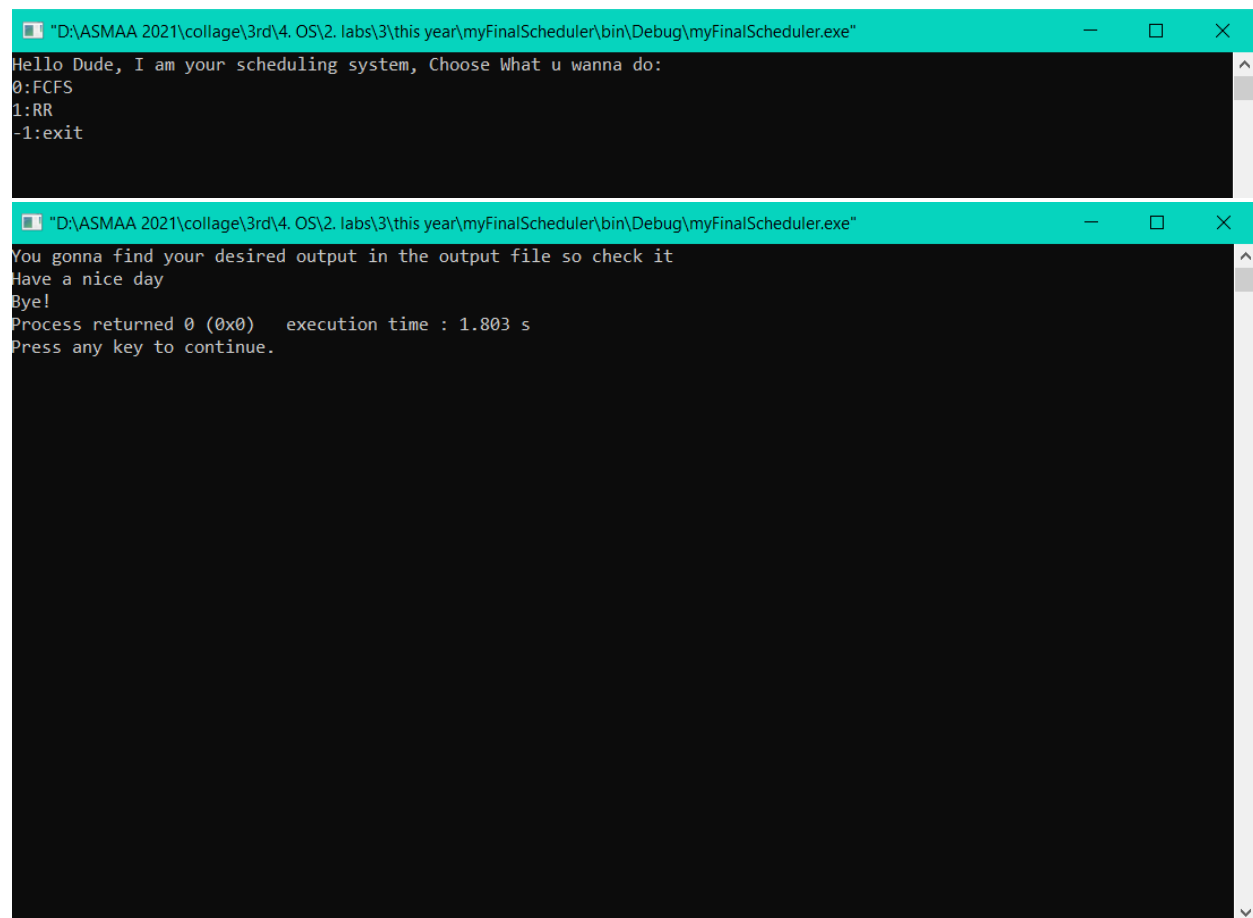 "D:\ASMAA 2021\collage\3rd\4. OS\2. labs\3\this year\myFinalScheduler\bin\Debug\myFinalScheduler.exe"
Hello Dude, I am your scheduling system, Choose What u wanna do:
0:FCFS
1:RR
-1:exit
"D:\ASMAA 2021\collage\3rd\4. OS\2. labs\3\this year\myFinalScheduler\bin\Debug\myFinalScheduler.exe"
You gonna find your desired output in the output file so check it
Have a nice day
Bye!
Process returned 0 (0x0)   execution time : 1.803 s
Press any key to continue.